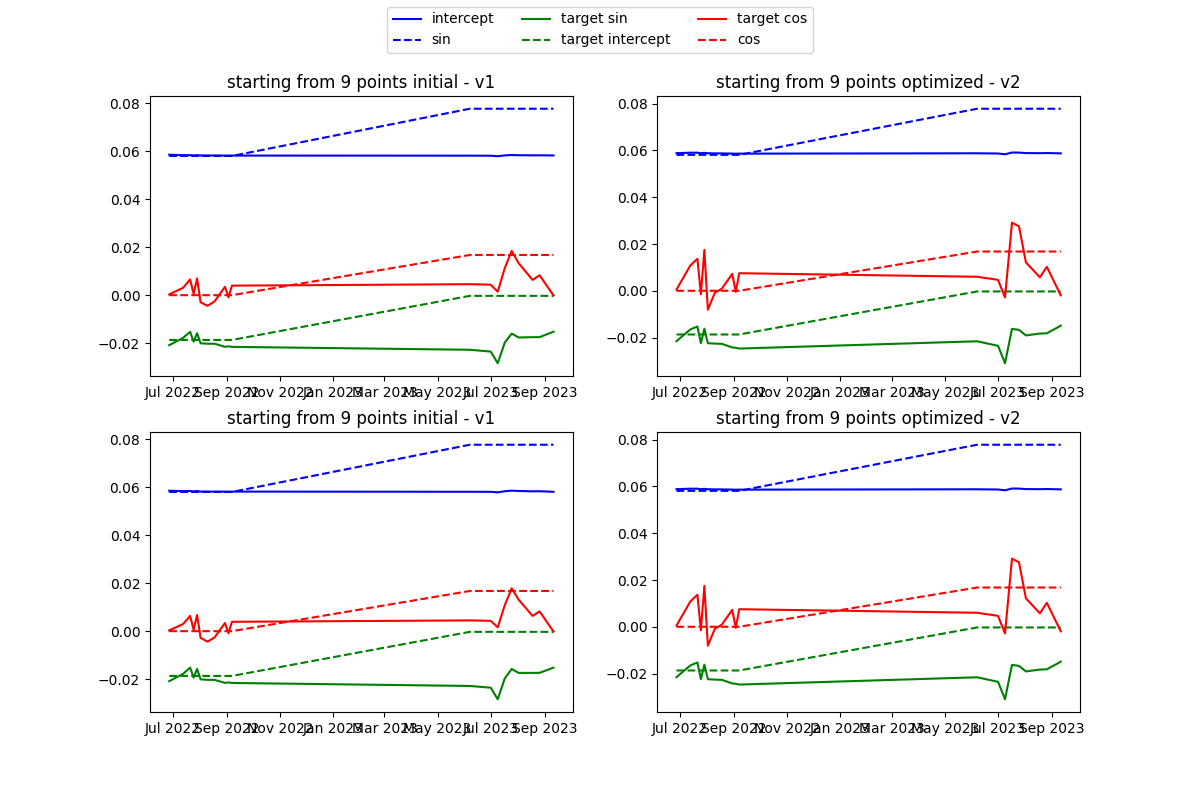 intercept target sin target cos
sin target intercept cos
starting from 9 points initial - v1 starting from 9 points optimized - v2
0.08 0.08
0.06 0.06
0.04 0.04
0.02 0.02
0.00 0.00
−0.02 −0.02
Jul 2022 Sep 2022 Nov 2022 Jan 2023 Mar 2023 May 2023 Jul 2023 Sep 2023 Jul 2022 Sep 2022 Nov 2022 Jan 2023 Mar 2023 May 2023 Jul 2023 Sep 2023
starting from 9 points initial - v1 starting from 9 points optimized - v2
0.08 0.08
0.06 0.06
0.04 0.04
0.02 0.02
0.00 0.00
−0.02 −0.02
Jul 2022 Sep 2022 Nov 2022 Jan 2023 Mar 2023 May 2023 Jul 2023 Sep 2023 Jul 2022 Sep 2022 Nov 2022 Jan 2023 Mar 2023 May 2023 Jul 2023 Sep 2023